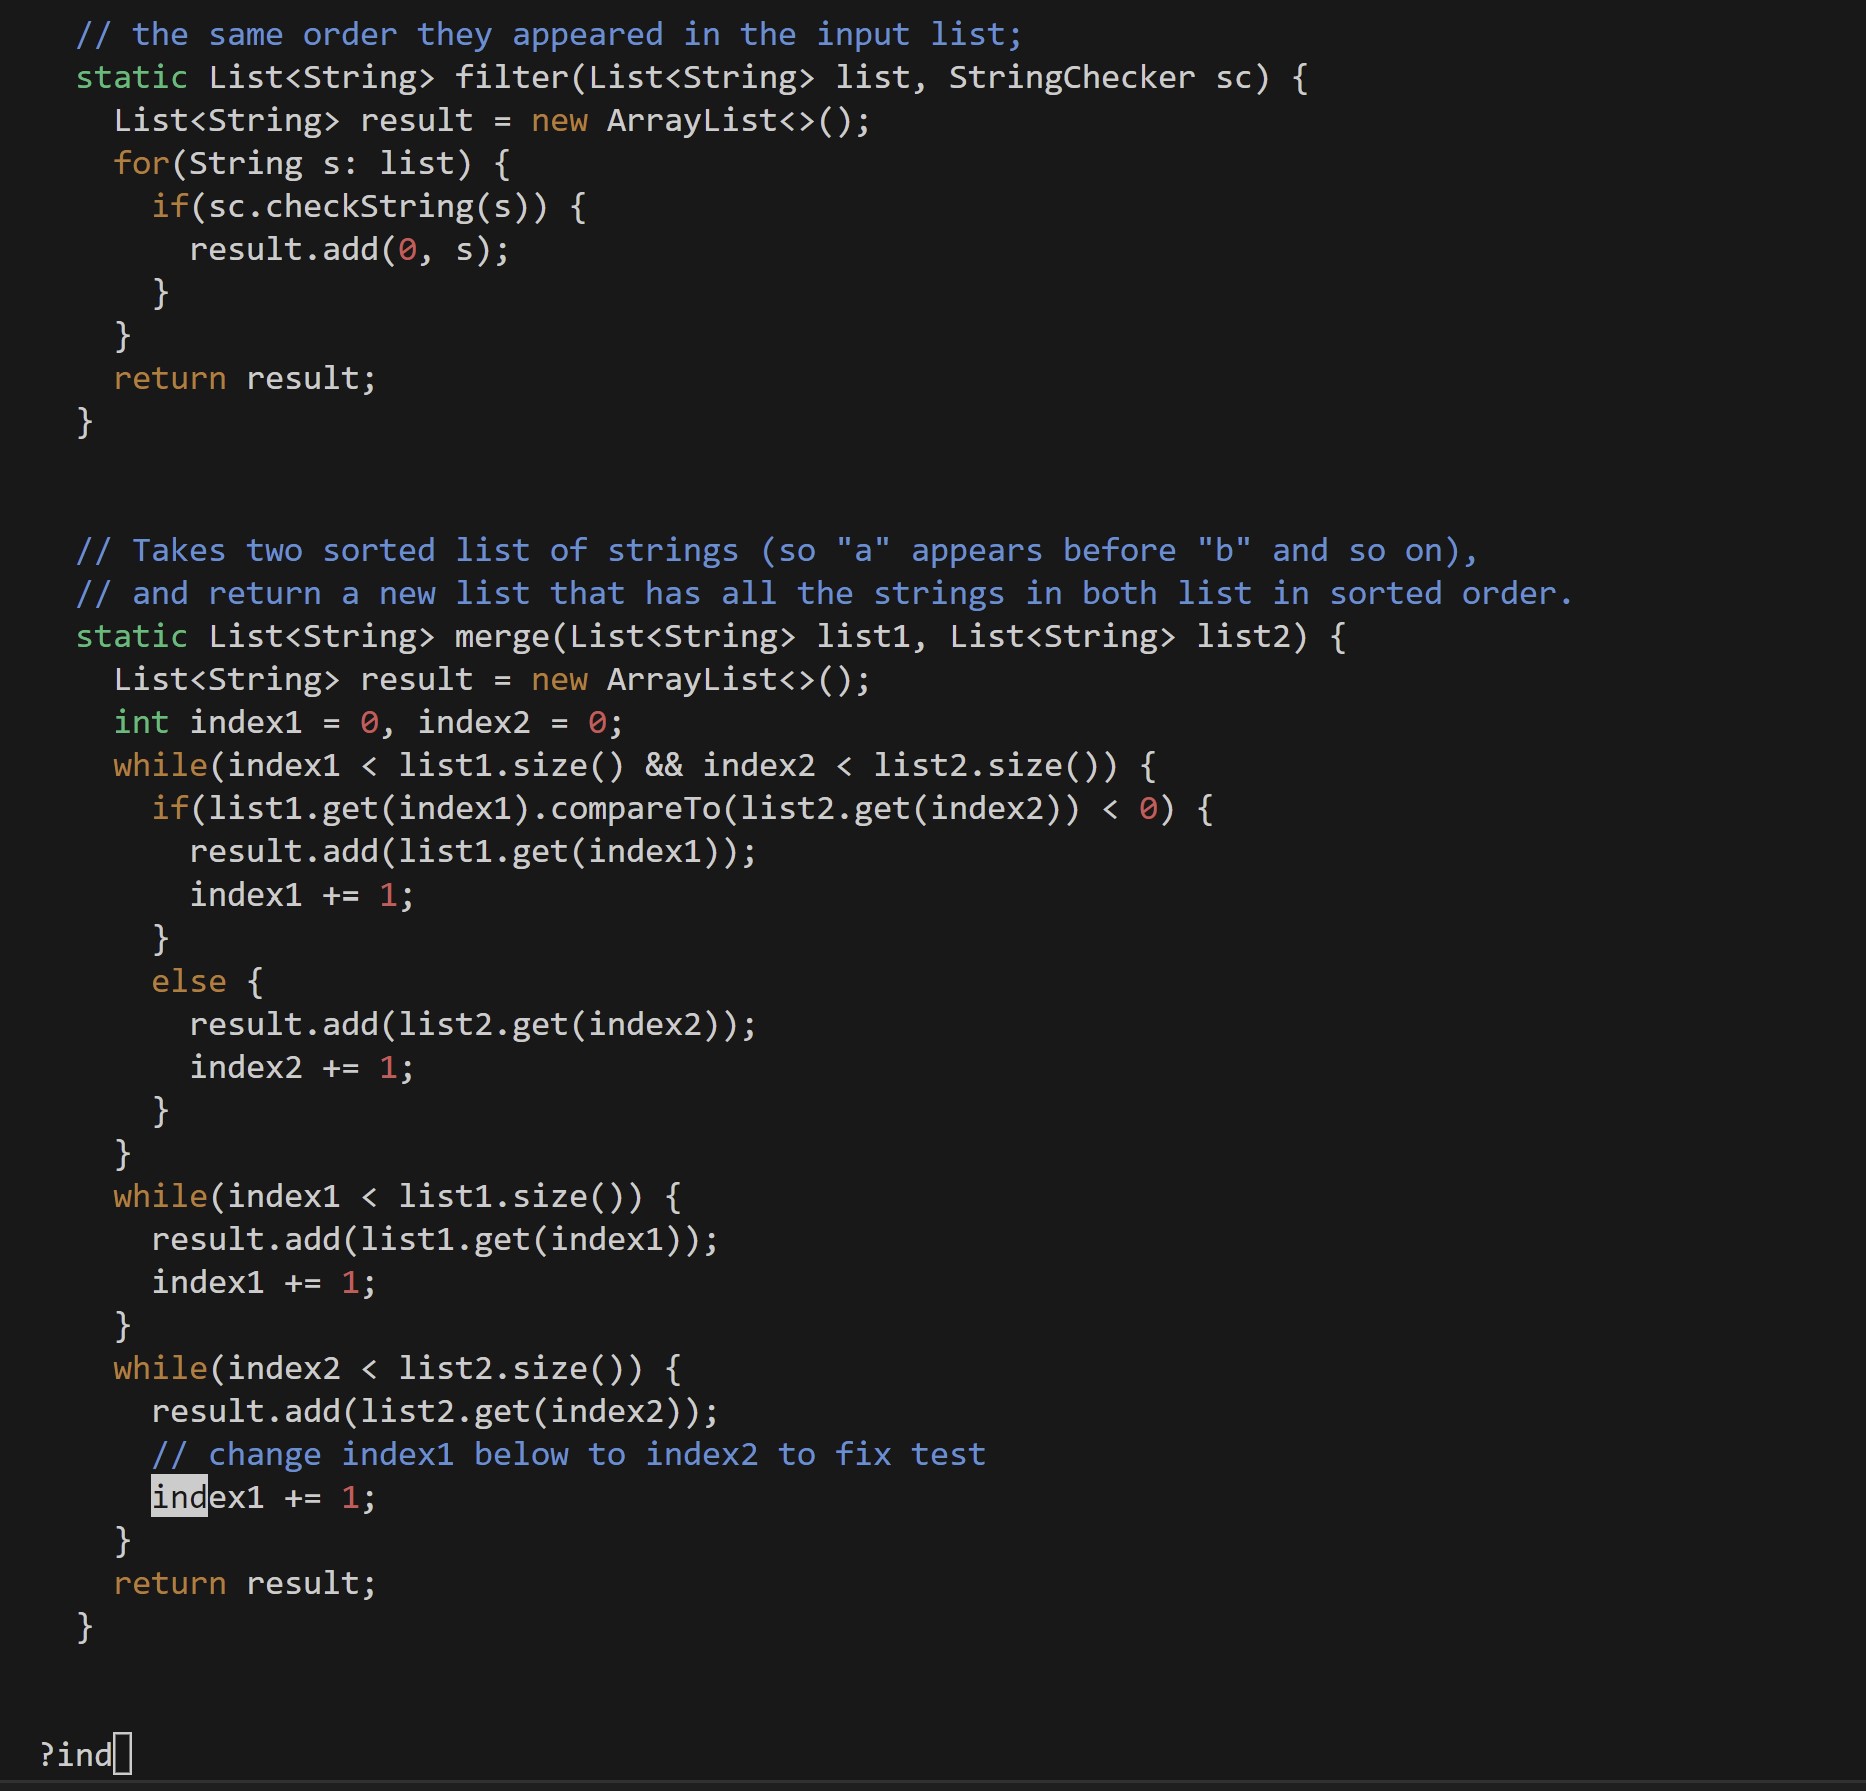 // the same order they appeared in the input list;
static List<String> filter(List<String> list, StringChecker sc) {
List<String> result = new ArrayList<>();
for(String s: list) {
if(sc.checkString(s)) {
result.add(0, s);
}
}
return result;
}
// Takes two sorted list of strings (so "a" appears before "b" and so on),
// and return a new list that has all the strings in both list in sorted order.
static List<String> merge(List<String> list1, List<String> list2) {
List<String> result = new ArrayList<>();
int index1 = 0, index2 = 0;
while(index1 < list1.size() && index2 < list2.size()) {
if(list1.get(index1).compareTo(list2.get(index2)) < 0) {
result.add(list1.get(index1));
index1 += 1;
}
else {
result.add(list2.get(index2));
index2 += 1;
}
}
while(index1 < list1.size()) {
result.add(list1.get(index1));
index1 += 1;
}
while(index2 < list2.size()) {
result.add(list2.get(index2));
// change index1 below to index2 to fix test
index1 += 1;
}
return result;
}
?ind